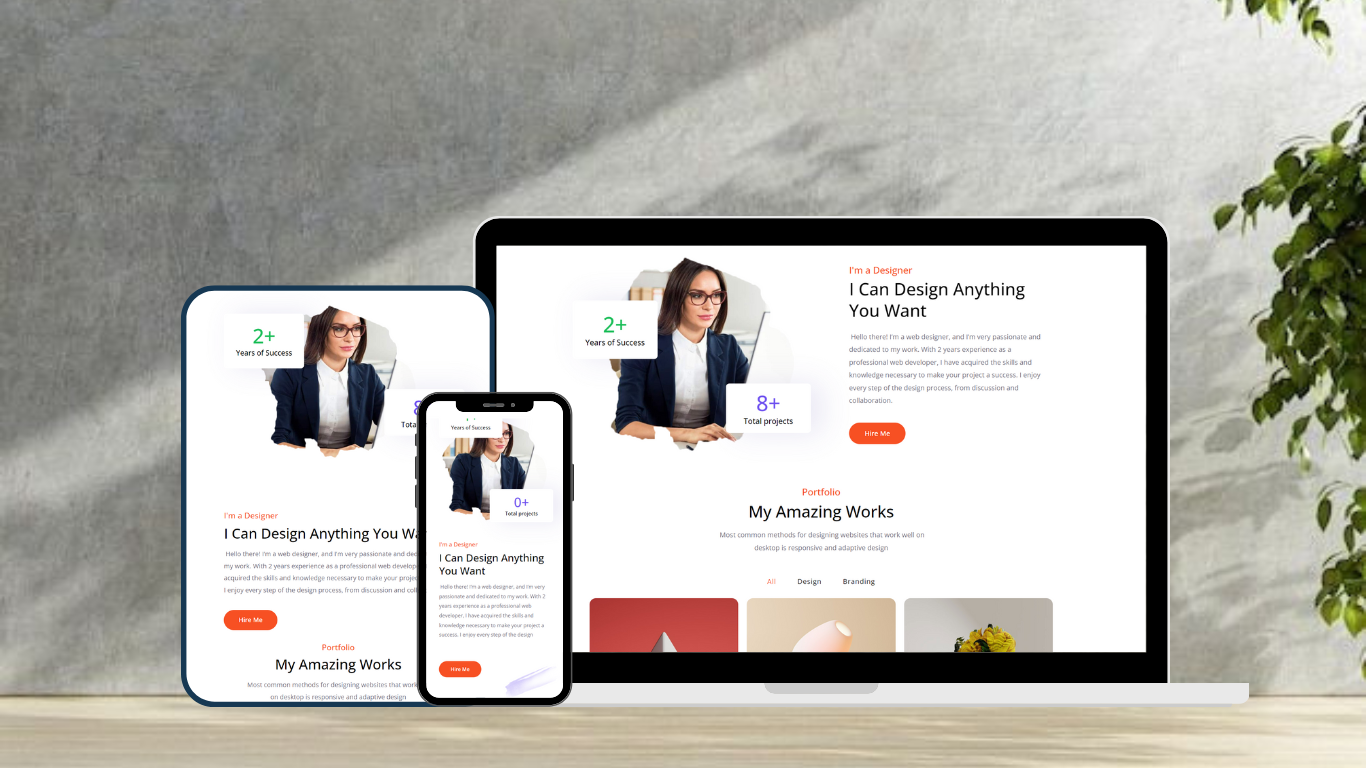 2+
Years of Success
8
Tota
I'm a Designer
I Can Design Anything You Wa
Hello there! I'm a web designer, and I'm very passionate and dec
my work. With 2 years experience as a professional web develop
acquired the skills and knowledge necessary to make your projec
I enjoy every step of the design process, from discussion and coll
Hire Me
Portfolio
My Amazing Works
Most common methods for designing websites that work
on desktop is responsive and adaptive design
Years of Success
0+
Total projects
I'm a Designer
I Can Design Anything
You Want
Hello there! I'm a web designer, and I'm very
passionate and dedicated to my work. With 2
years experience as a professional web
developer, I have acquired the skills and
knowledge necessary to make your project a
success. I enjoy every step of the design
Hire Me
2+
Years of Success
8+
Total projects
I'm a Designer
I Can Design Anything
You Want
Hello there! I'm a web designer, and I'm very passionate and
dedicated to my work. With 2 years experience as a
professional web developer, I have acquired the skills and
knowledge necessary to make your project a success. I enjoy
every step of the design process, from discussion and
collaboration.
Hire Me
Portfolio
My Amazing Works
Most common methods for designing websites that work well on
desktop is responsive and adaptive design
All Design Branding